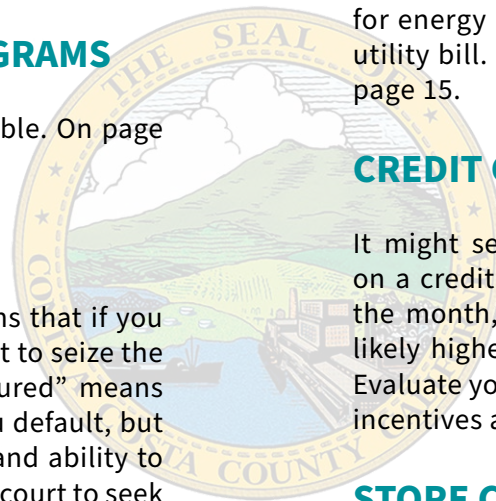 GRAMS
ble. On page
ns that if you
t to seize the
ured” means
u default, but
and ability to
court to seek
for energy
utility bill.
page 15.
CREDIT
It might se
on a credit
the month,
likely highe
Evaluate yo
incentives a
STORE
THE SEAL
COSTA COUNTY